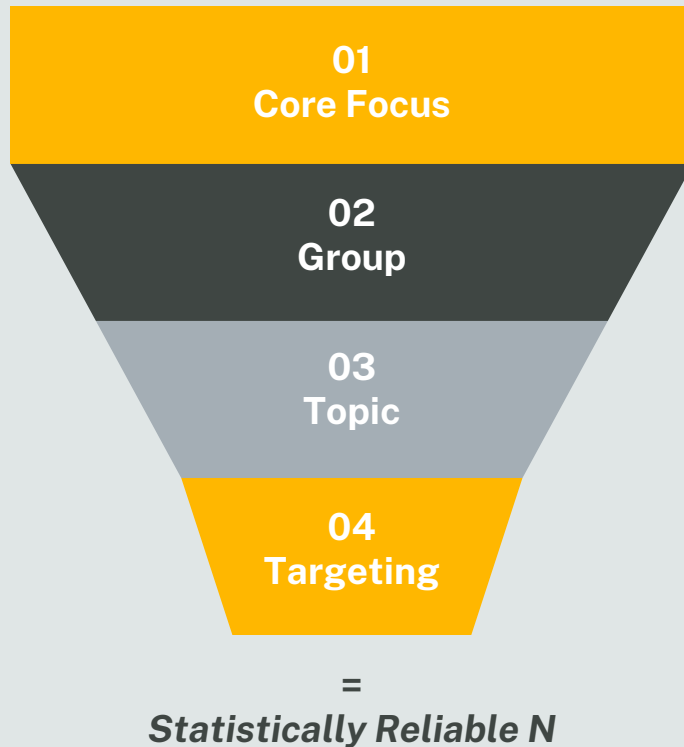 01
Core Focus
02
Group
03
Topic
04
Targeting
=
Statistically Reliable N